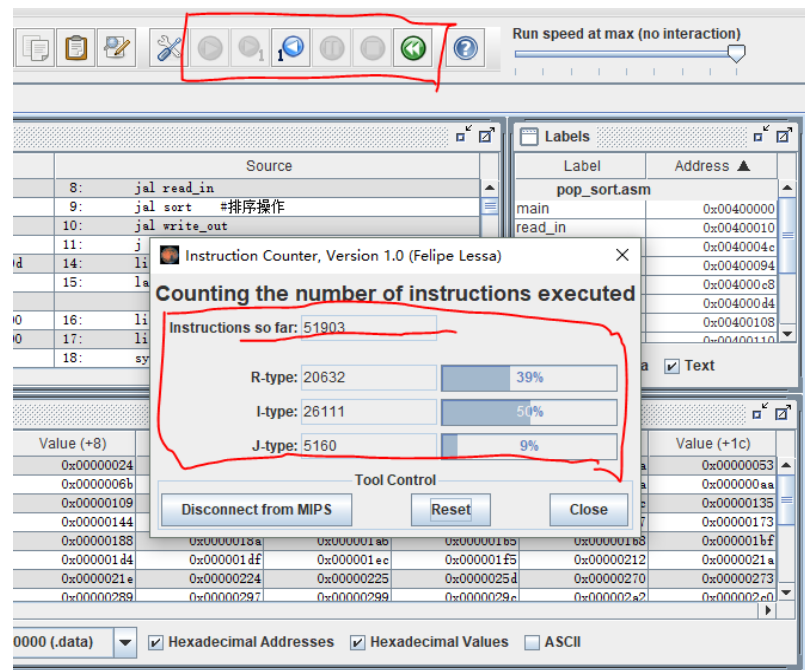 Run speed at max (no interaction)
1
1
?
Labels
Source
Label Address ▲
8: jal read_in
pop_sort.asm
9: jal sort #排序操作
main 0x00400000
10: jal write_out
read_in 0x00400010
11: j
0x0040004c
14: li
0x00400094
15: la
0x004000c8
0x004000d4
16: li
0x00400108
17: li
0x00400110
18: sy
Text
Instruction Counter, Version 1.0 (Felipe Lessa)
Counting the number of instructions executed
Instructions so far: 51903
R-type: 20632 39%
I-type: 26111 50%
J-type: 5160 9%
Tool Control
Disconnect from MIPS Reset Close
Value (+8) Value (+1c)
0x00000024 0x00000053
0x0000006b 0x000000aa
0x00000109 0x00000135
0x00000144 0x00000173
0x00000188 0x0000018a 0x000001a6 0x000001b5 0x000001b8 0x000001bf
0x000001d4 0x000001df 0x000001ec 0x000001f5 0x00000212 0x0000021a
0x0000021e 0x00000224 0x00000225 0x0000025d 0x00000270 0x00000273
0x00000289 0x00000297 0x00000299 0x0000029c 0x000002a2 0x000002c0
0000 (.data) Hexadecimal Addresses Hexadecimal Values ASCII